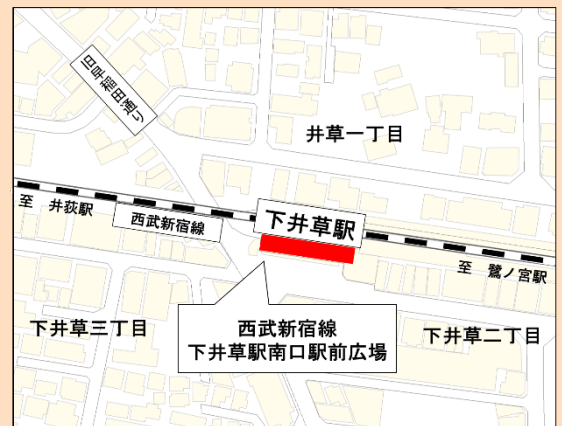 旧早稲田通り
井草一丁目
下井草駅
至 井荻駅
西武新宿線
至 鷺ノ宮駅
下井草三丁目
西武新宿線
下井草駅南口駅前広場
下井草二丁目